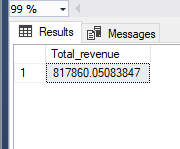 99 %
Results Messages
Total_revenue
1 817860.05083847